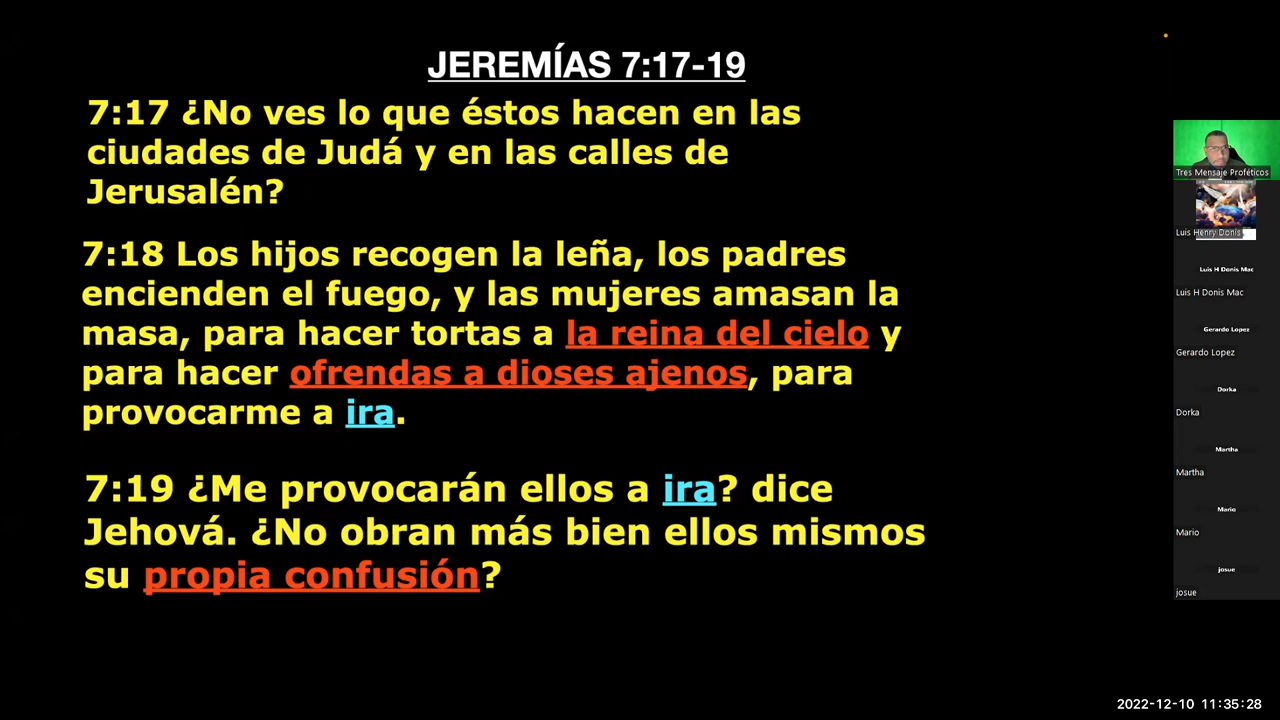 JEREMÍAS 7:17-19
7:17 ¿No ves lo que éstos hacen en las
ciudades de Judá y en las calles de
Jerusalén?
7:18 Los hijos recogen la leña, los padres
encienden el fuego, y las mujeres amasan la
masa, para hacer tortas a la reina del cielo y
para hacer ofrendas a dioses ajenos, para
provocarme a ira.
7:19 ¿Me provocarán ellos a ira? dice
Jehová. ¿No obran más bien ellos mismos
su propia confusión?
Tres Mensaje Proféticos
Luis Henry Donis
Luis H Donis Mac
Luis H Donis Mac
Gerardo Lopez
Gerardo Lopez
Dorka
Dorka
Martha
Martha
Mario
Mario
josue
josue
2022-12-10 11:35:28